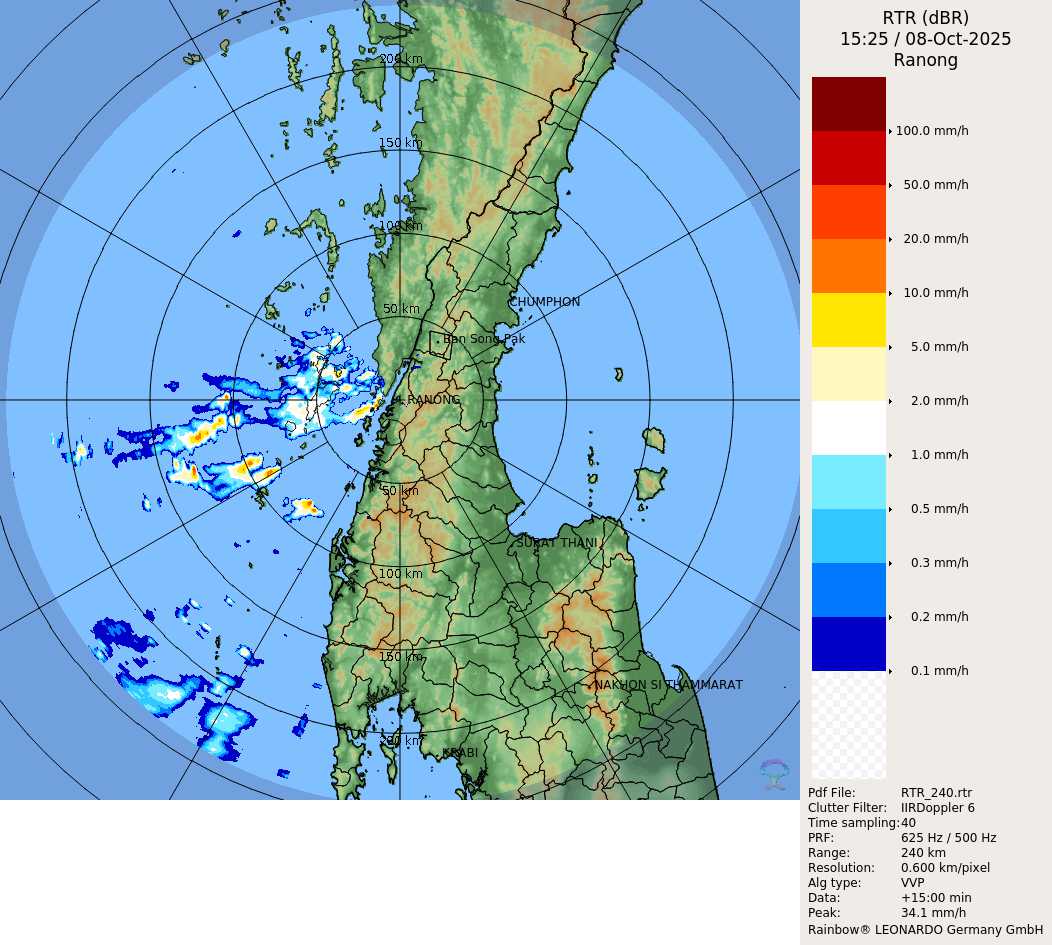 RTR (dBR)
15:25 / 08-Oct-2025
Ranong
200 km
150 km
100 km
50 km
CHUMPHON
Ban Song Pak
RANONG
50 km
SURAT THANI
100 km
150 km
NAKHON SI THAMMARAT
200 km
KRABI
100.0 mm/h
50.0 mm/h
20.0 mm/h
10.0 mm/h
5.0 mm/h
2.0 mm/h
1.0 mm/h
0.5 mm/h
0.3 mm/h
0.2 mm/h
0.1 mm/h
Pdf File: RTR_240.rtr
Clutter Filter: IIRDoppler 6
Time sampling:40
PRF: 625 Hz / 500 Hz
Range: 240 km
Resolution: 0.600 km/pixel
Alg type: VVP
Data: +15:00 min
Peak: 34.1 mm/h
Rainbow® LEONARDO Germany GmbH